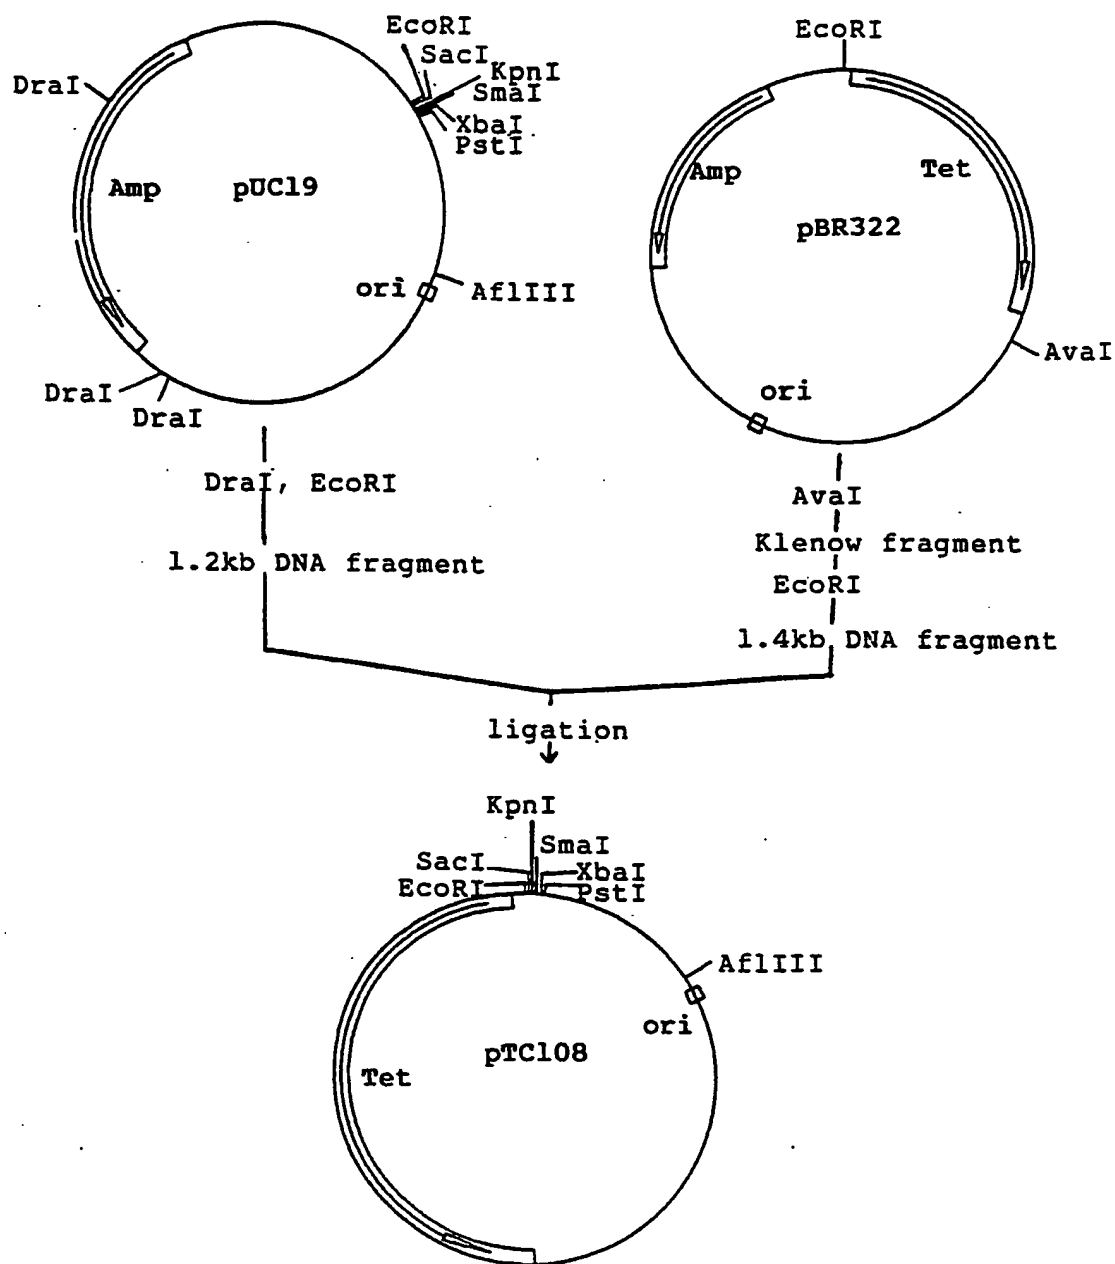 EcoRI
SacI
KpnI
SmaI
XbaI
PstI
DraI
Amp
pUC19
ori
AflIII
DraI
DraI
EcoRI
Amp
Tet
pBR322
AvaI
ori
DraI, EcoRI
1.2kb DNA fragment
AvaI
Klenow fragment
EcoRI
1.4kb DNA fragment
ligation
KpnI
SmaI
SacI
XbaI
EcoRI
PstI
AflIII
ori
pTC108
Tet